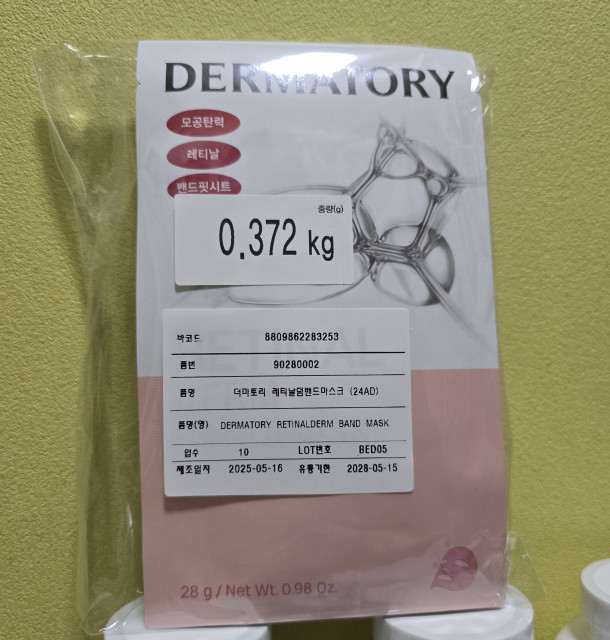 DERMATORY
모공탄력
레티날
밴드핏시트
중량(g)
0.372 kg
바코드 8809862283253
품번 90280002
품명 더마토리 레티날덤밴드마스크 (24AD)
품명(영) DERMATORY RETINALDERM BAND MASK
입수 10 LOT번호 BED05
제조일자 2025-05-16 유통기한 2028-05-15
28 g / Net Wt. 0.98 Oz.